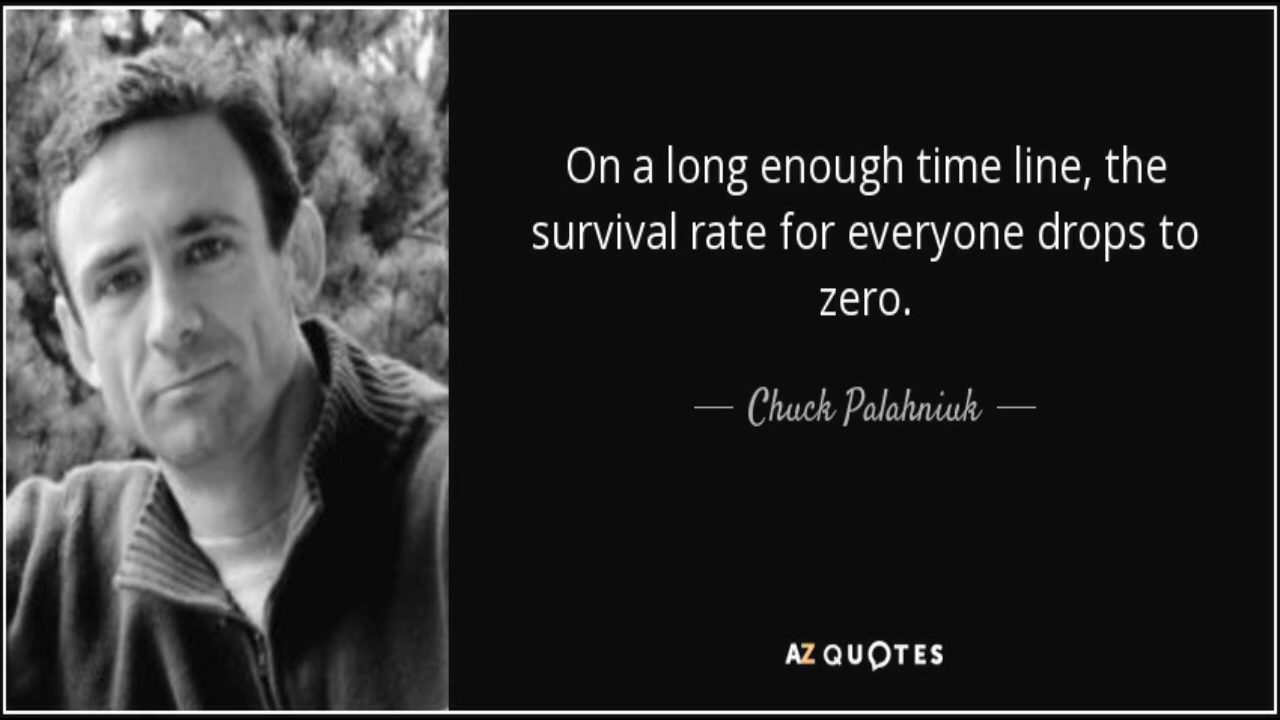 On a long enough time line, the
survival rate for everyone drops to
zero.
— Chuck Palahniuk —
AZ QUOTES